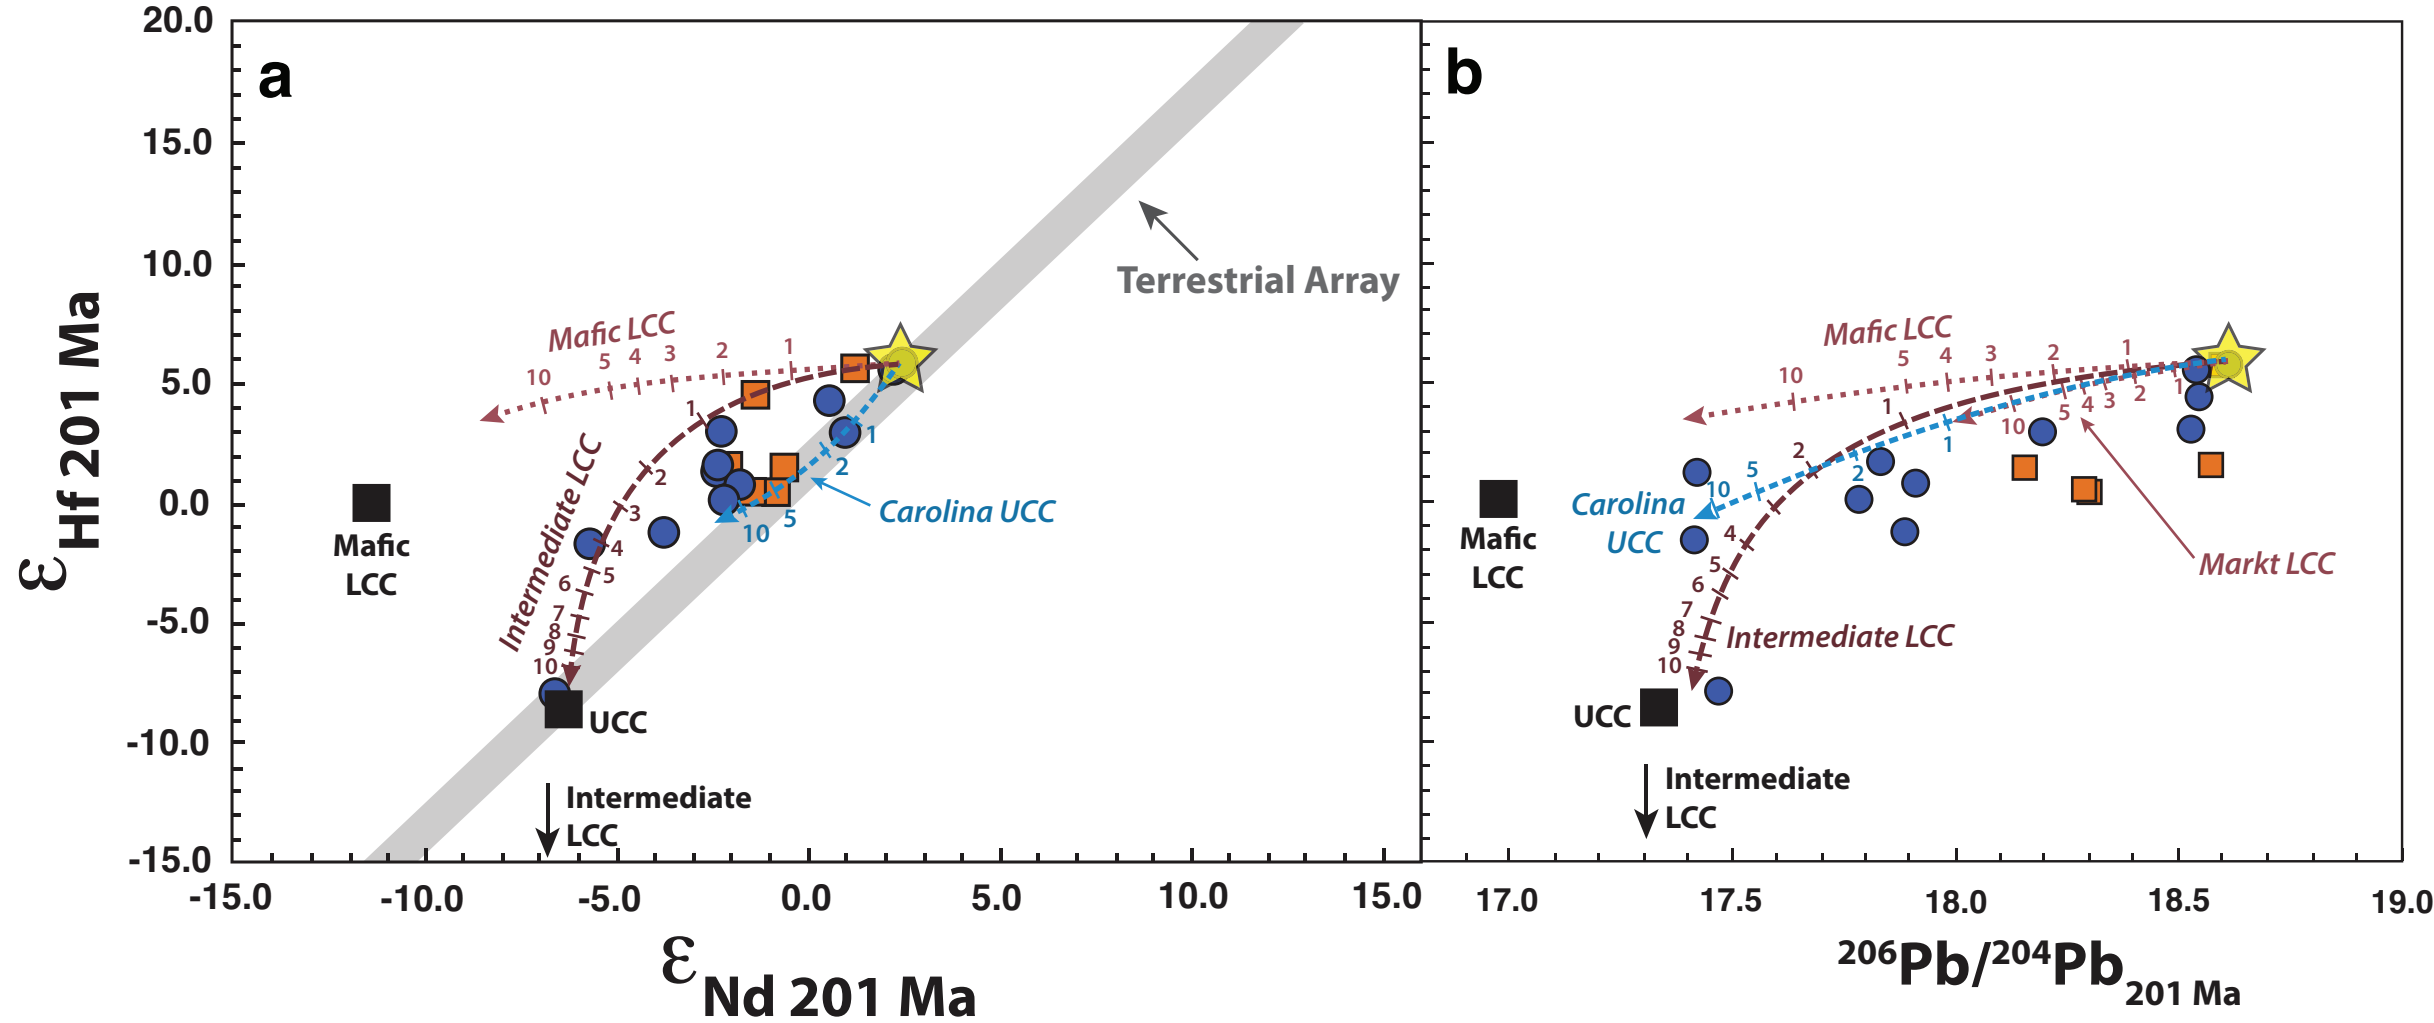 a
b
20.0
15.0
10.0
5.0
0.0
-5.0
-10.0
-15.0
ε Hf 201 Ma
Terrestrial Array
Mafic LCC
10 5 4 3 2 1
Intermediate LCC
1
2
3
4
5
6
7
8
9
10
1
2
5
10
Carolina UCC
Mafic
LCC
UCC
Intermediate
LCC
-15.0 -10.0 -5.0 0.0 5.0 10.0 15.0
ε Nd 201 Ma
Mafic LCC
10 5 4 3 2 1
1
2
4
5
6
7
8
9
10
Intermediate LCC
1
2
5
10
Carolina
UCC
1
2
3
4
5
10
Markt LCC
Mafic
LCC
UCC
Intermediate
LCC
17.0 17.5 18.0 18.5 19.0
²⁰⁶Pb/²⁰⁴Pb 201 Ma